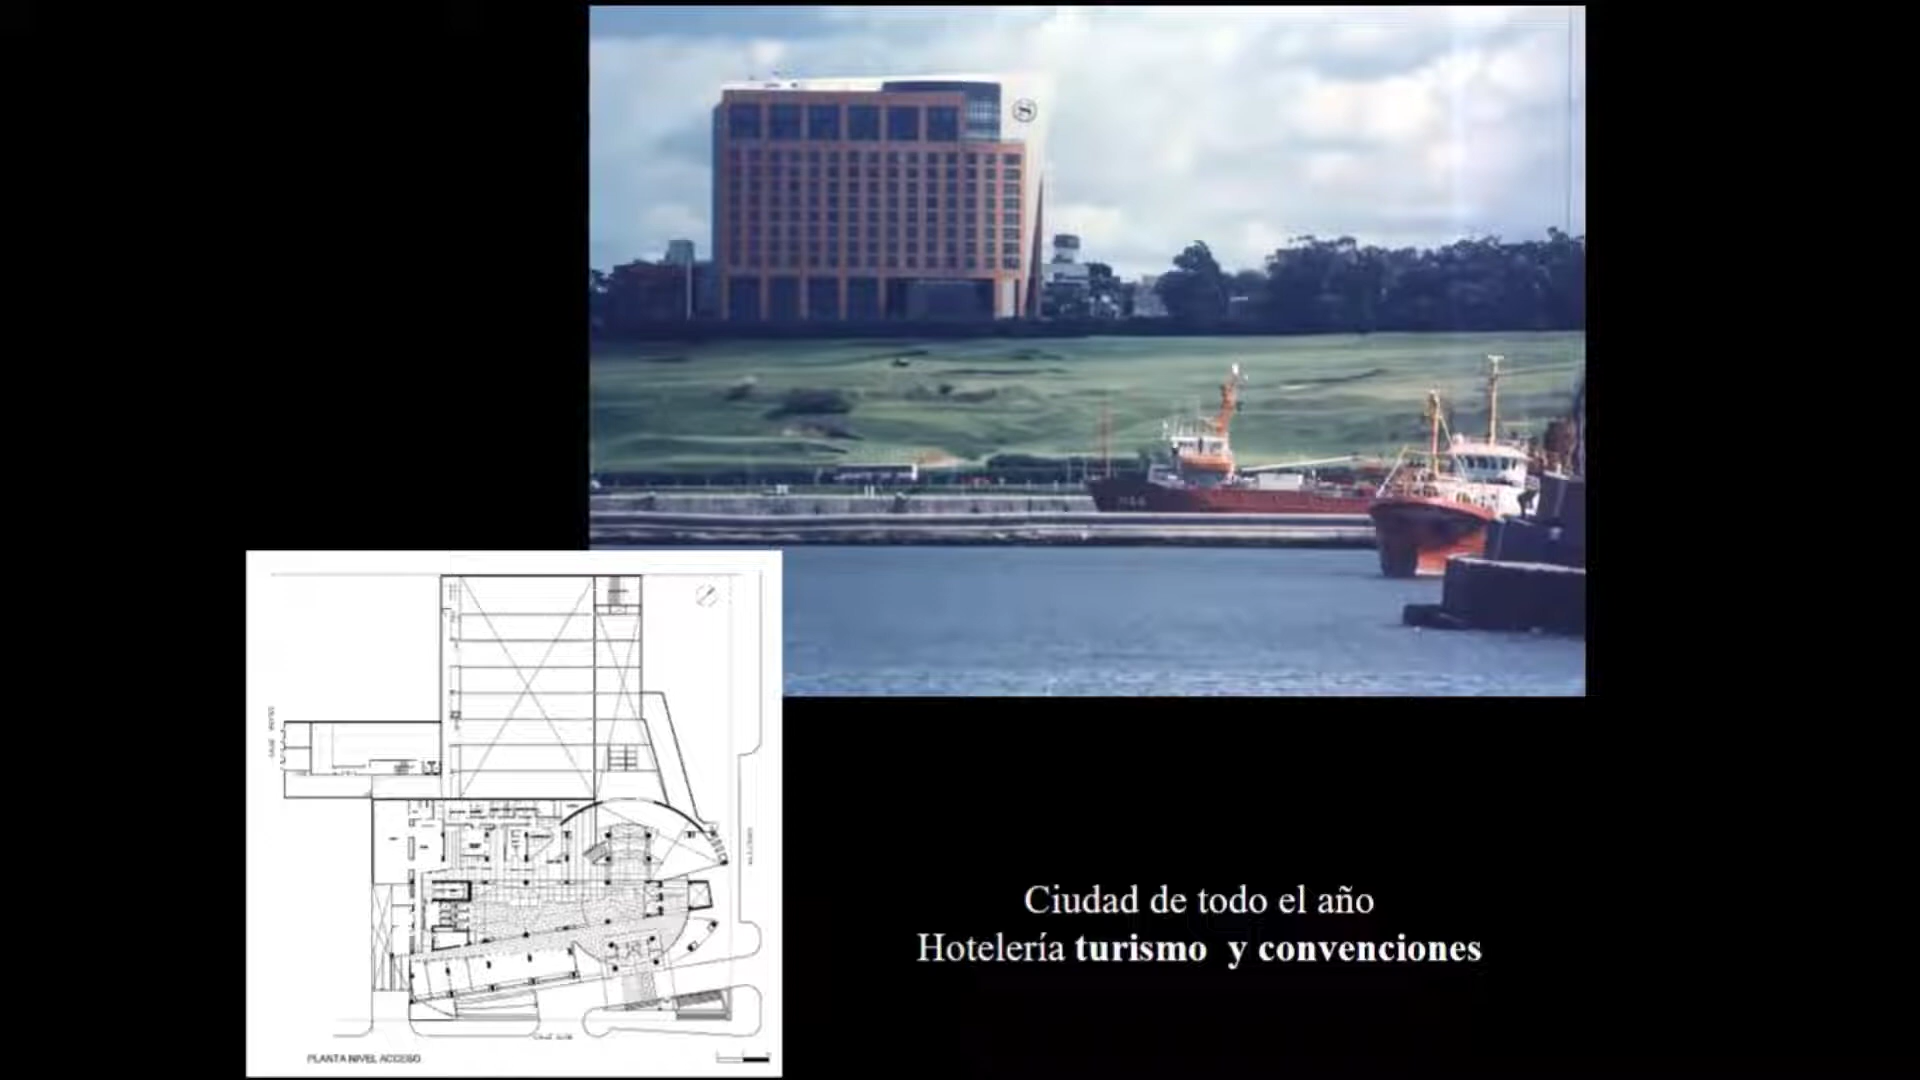 Ciudad de todo el año
Hotelería turismo y convenciones
PLANTA NIVEL ACCESO